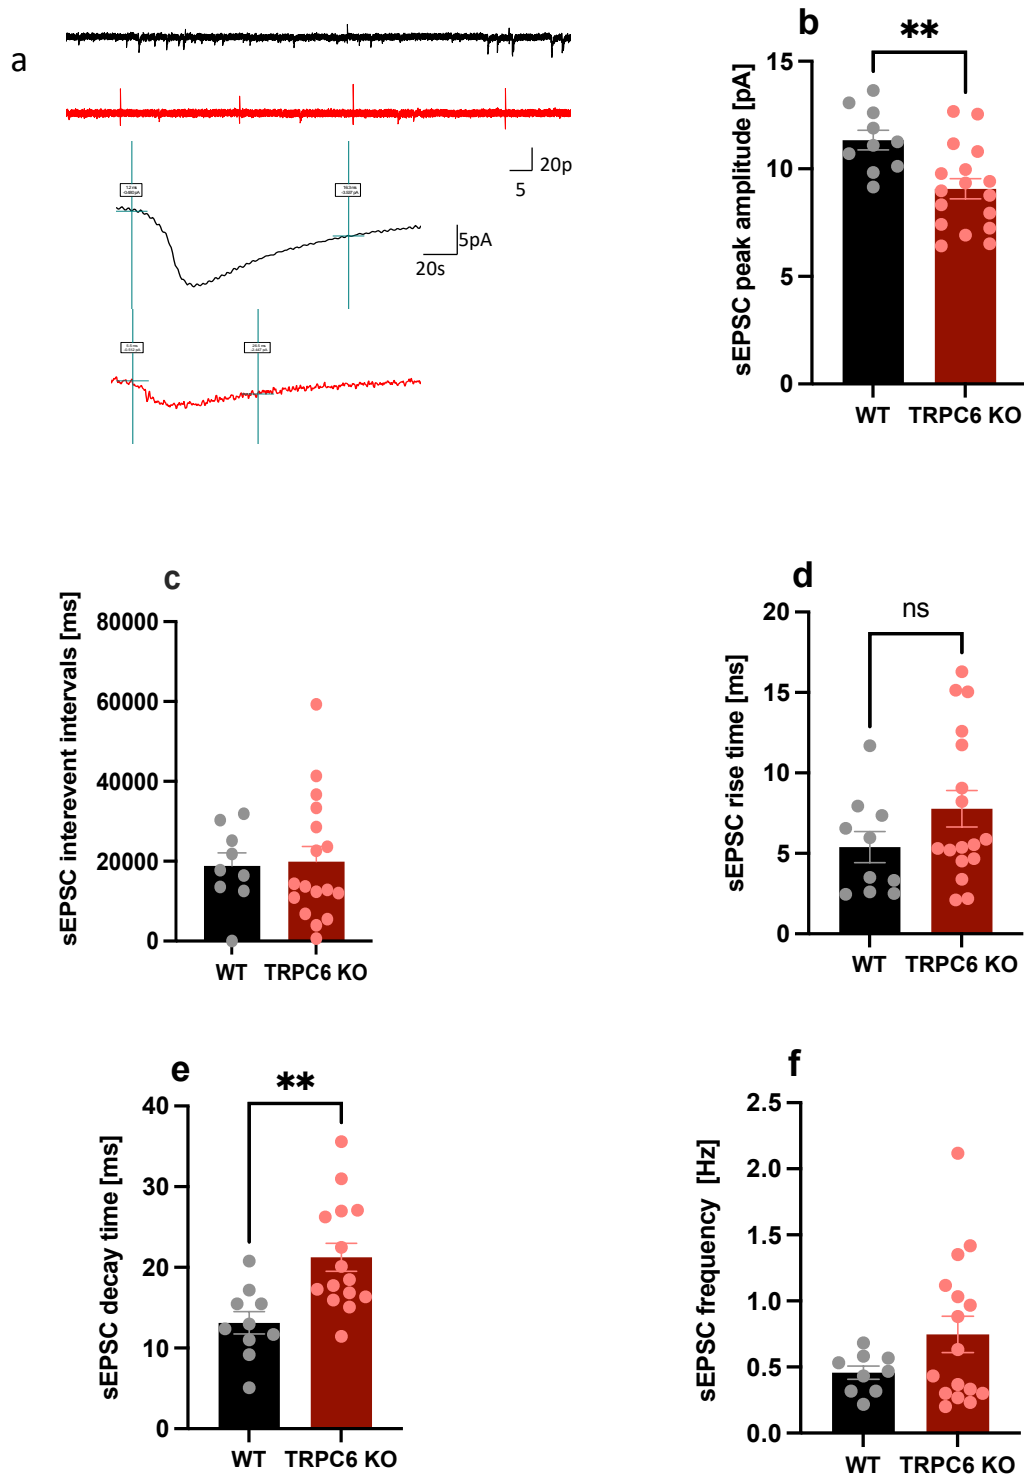 a
20p
5
5pA
20s
b
**
sEPSC peak amplitude [pA]
15
10
5
0
WT
TRPC6 KO
c
sEPSC interevent intervals [ms]
80000
60000
40000
20000
0
WT
TRPC6 KO
d
ns
sEPSC rise time [ms]
20
15
10
5
0
WT
TRPC6 KO
e
**
sEPSC decay time [ms]
40
30
20
10
0
WT
TRPC6 KO
f
sEPSC frequency [Hz]
2.5
2.0
1.5
1.0
0.5
0.0
WT
TRPC6 KO